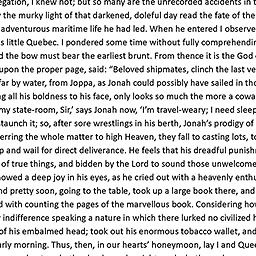 egation, I knew not; but so many are the unrecorded accidents in t
y the murky light of that darkened, doleful day read the fate of the
adventurous maritime life he had led. When he entered I observe
s little Quebec. I pondered some time without fully comprehendin
d the bow must bear the earliest brunt. From thence it is the God
upon the proper page, said: "Beloved shipmates, clinch the last ve
far by water, from Joppa, as Jonah could possibly have sailed in tho
ng all his boldness to his face, only so much the more a cowa
my state-room, Sir,' says Jonah now, 'I'm travel-weary; I need sleep
taunch it; so, after sore wrestlings in his berth, Jonah's prodigy of
erring the whole matter to high Heaven, they fall to casting lots, to
p and wait for direct deliverance. He feels that his dreadful punishm
of true things, and bidden by the Lord to sound those unwelcome
howed a deep joy in his eyes, as he cried out with a heavenly enthu
nd pretty soon, going to the table, took up a large book there, and
d with counting the pages of the marvellous book. Considering how
indifference speaking a nature in which there lurked no civilized h
of his embalmed head; took out his enormous tobacco wallet, and
rly morning. Thus, then, in our hearts' honeymoon, lay I and Quee